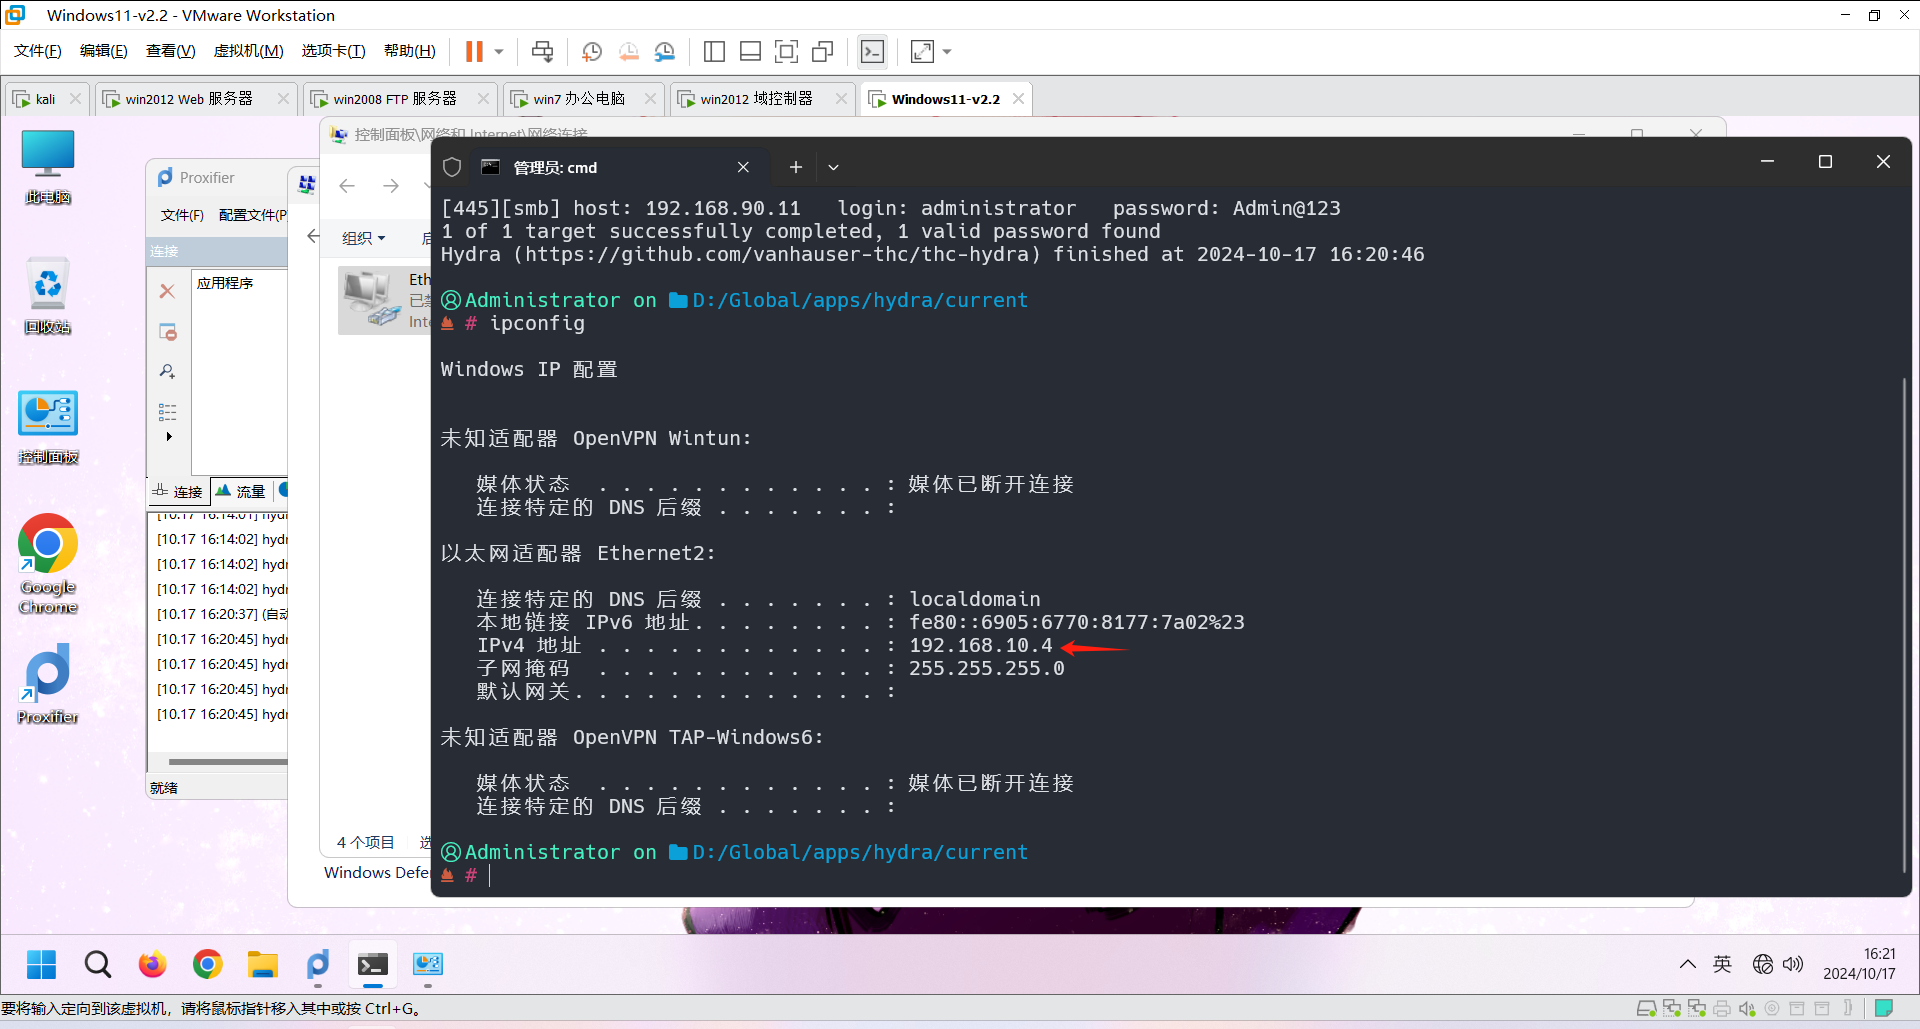 Windows11-v2.2 - VMware Workstation
文件(F) 编辑(E) 查看(V) 虚拟机(M) 选项卡(T) 帮助(H)
kali
win2012 Web 服务器
win2008 FTP 服务器
win7 办公电脑
win2012 域控制器
Windows11-v2.2
此电脑
回收站
控制面板
Google
Chrome
Proxifier
Proxifier
文件(F) 配置文件(P
连接
应用程序
连接 流量
[10.17 16:14:01] hydr
[10.17 16:14:02] hydr
[10.17 16:14:02] hydr
[10.17 16:14:02] hydr
[10.17 16:20:37] (自动
[10.17 16:20:45] hydr
[10.17 16:20:45] hydr
[10.17 16:20:45] hydr
[10.17 16:20:45] hydr
就绪
控制面板\网络和 Internet\网络连接
组织
Eth
已禁
Inte
4 个项目
Windows Defen
管理员: cmd
[445][smb] host: 192.168.90.11   login: administrator   password: Admin@123
1 of 1 target successfully completed, 1 valid password found
Hydra (https://github.com/vanhauser-thc/thc-hydra) finished at 2024-10-17 16:20:46
Administrator on D:/Global/apps/hydra/current
# ipconfig
Windows IP 配置
未知适配器 OpenVPN Wintun:
媒体状态  . . . . . . . . . . . . : 媒体已断开连接
连接特定的 DNS 后缀 . . . . . . . :
以太网适配器 Ethernet2:
连接特定的 DNS 后缀 . . . . . . . : localdomain
本地链接 IPv6 地址. . . . . . . . : fe80::6905:6770:8177:7a02%23
IPv4 地址 . . . . . . . . . . . . : 192.168.10.4
子网掩码  . . . . . . . . . . . . : 255.255.255.0
默认网关. . . . . . . . . . . . . :
未知适配器 OpenVPN TAP-Windows6:
媒体状态  . . . . . . . . . . . . : 媒体已断开连接
连接特定的 DNS 后缀 . . . . . . . :
Administrator on D:/Global/apps/hydra/current
#
英
16:21
2024/10/17
要将输入定向到该虚拟机，请将鼠标指针移入其中或按 Ctrl+G。